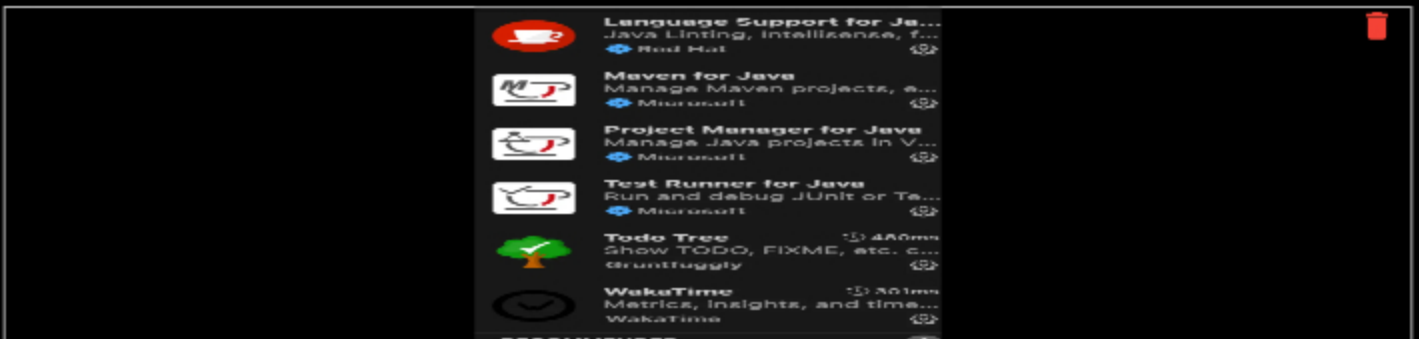 Language Support for Ja...
Java Linting, Intellisense, f...
Red Hat
Maven for Java
Manage Maven projects, e...
Microsoft
Project Manager for Java
Manage Java projects in V...
Microsoft
Test Runner for Java
Run and debug JUnit or Te...
Microsoft
Todo Tree
Show TODO, FIXME, etc. c...
Gruntfuggly
WakaTime
Metrics, insights, and time...
WakaTime